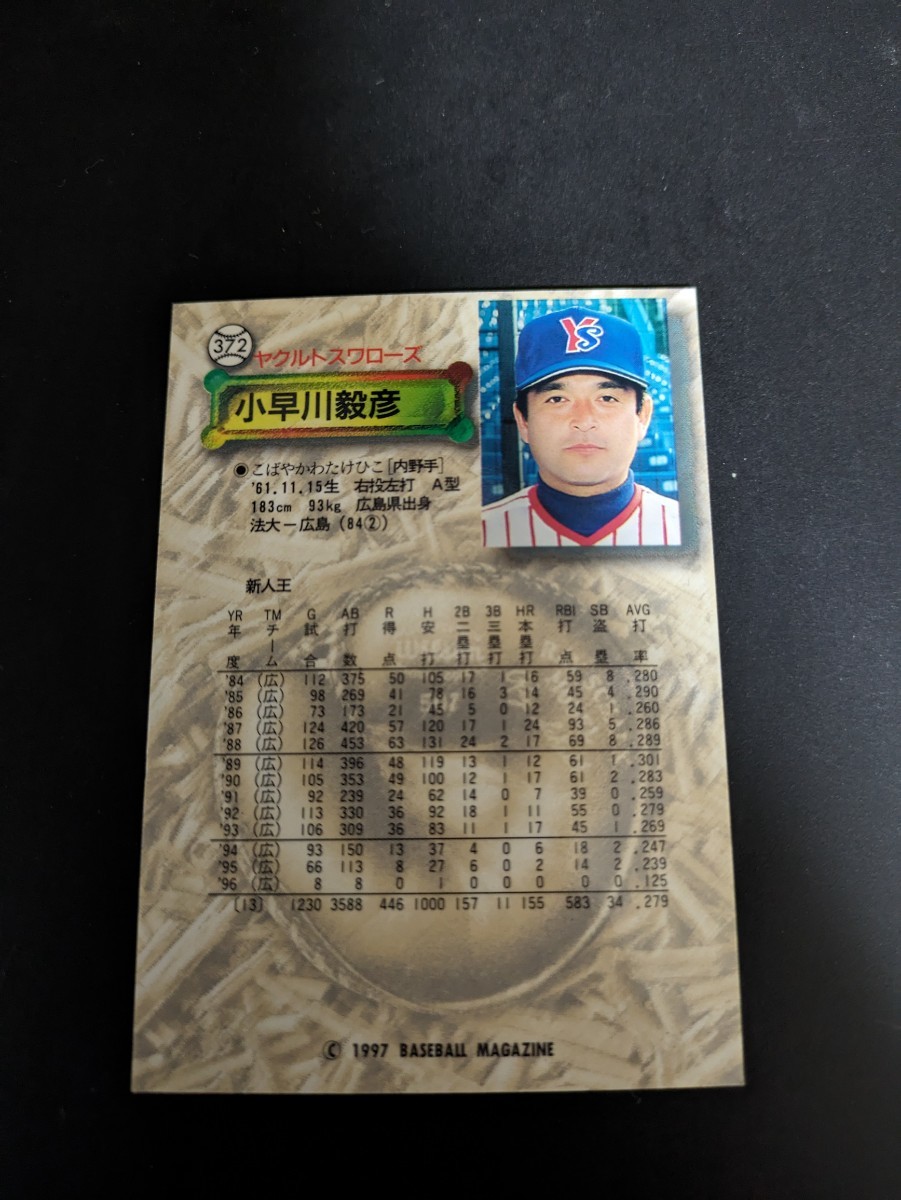 372
ヤクルトスワローズ
小早川毅彦
YS
●こばやかわたけひこ[内野手]
'61.11.15生 右投左打 A型
183cm 93kg 広島県出身
法大－広島(84②)
新人王
YR TM G AB R H 2B 3B HR RBI SB AVG
年度 チーム 試合 打数 得点 安打 二塁打 三塁打 本塁打 打点 盗塁 打率
'84 (広) 112 375 50 105 17 1 16 59 8 .280
'85 (広) 98 269 41 78 16 3 14 45 4 .290
'86 (広) 73 173 21 45 5 0 12 24 1 .260
'87 (広) 124 420 57 120 17 1 24 93 5 .286
'88 (広) 126 453 63 131 24 2 17 69 8 .289
'89 (広) 114 396 48 119 13 1 12 61 1 .301
'90 (広) 105 353 49 100 12 1 17 61 2 .283
'91 (広) 92 239 24 62 14 0 7 39 0 .259
'92 (広) 113 330 36 92 18 1 11 55 0 .279
'93 (広) 106 309 36 83 11 1 17 45 1 .269
'94 (広) 93 150 13 37 4 0 6 18 2 .247
'95 (広) 66 113 8 27 6 0 2 14 2 .239
'96 (広) 8 8 0 1 0 0 0 0 0 .125
(13) 1230 3588 446 1000 157 11 155 583 34 .279
© 1997 BASEBALL MAGAZINE